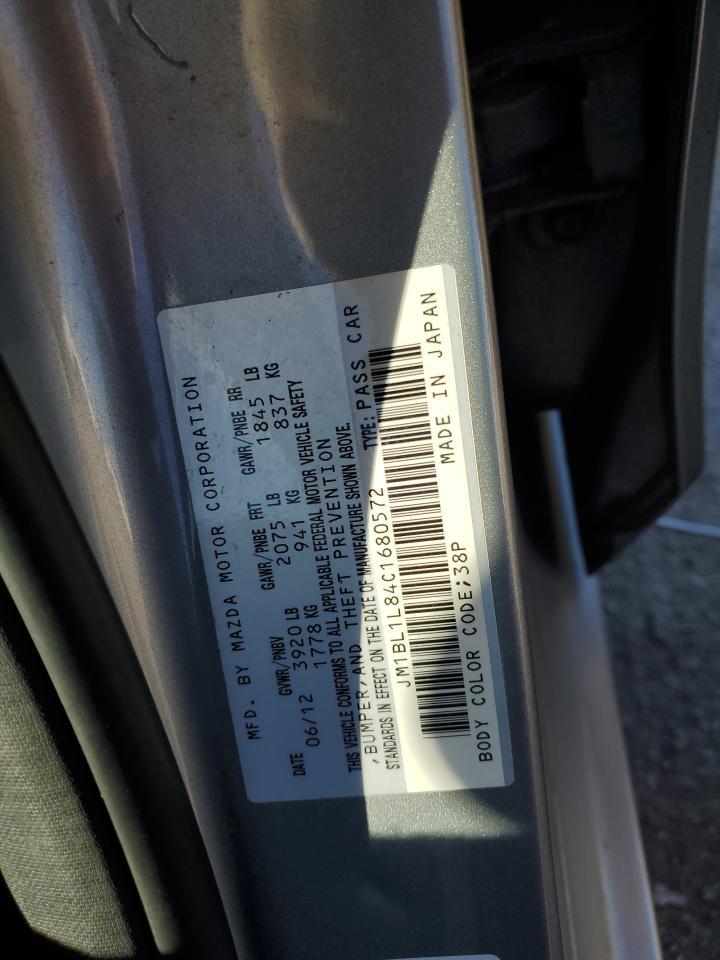 MFD. BY MAZDA MOTOR CORPORATION
DATE GVWR/PNBV GAWR/PNBE FRT GAWR/PNBE RR
06/12 3920 LB 2075 LB 1845 LB
1778 KG 941 KG 837 KG
THIS VEHICLE CONFORMS TO ALL APPLICABLE FEDERAL MOTOR VEHICLE SAFETY
,BUMPER,AND THEFT PREVENTION
STANDARDS IN EFFECT ON THE DATE OF MANUFACTURE SHOWN ABOVE.
JM1BL1L84C1680572 TYPE:PASS CAR
BODY COLOR CODE;38P MADE IN JAPAN